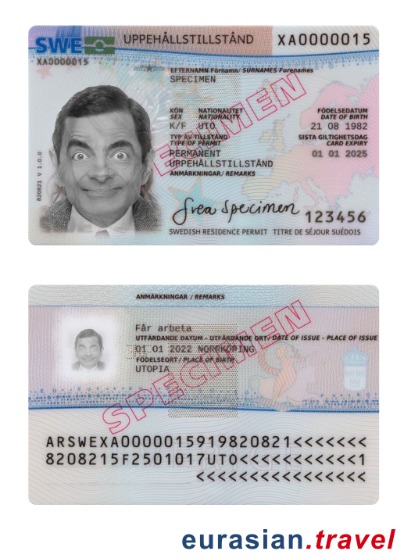 SWE UPPEHÅLLSTILLSTÅND XA0000015
XA0000015
EFTERNAMN Förnamn/ SURNAMES Forenames
SPECIMEN
KÖN NATIONALITET FÖDELSEDATUM
SEX NATIONALITY DATE OF BIRTH
K/F UTO 21 08 1982
TYP AV TILLSTÅND SISTA GILTIGHETSDAG
TYPE OF PERMIT CARD EXPIRY
PERMANENT 01 01 2025
UPPEHÅLLSTILLSTÅND
ANMÄRKNINGAR/ REMARKS
SPECIMEN
820821 V 1.0.0
Svea Specimen
123456
SWEDISH RESIDENCE PERMIT TITRE DE SÉJOUR SUÉDOIS
ANMÄRKNINGAR / REMARKS
Får arbeta
UTFÄRDANDE DATUM - UTFÄRDANDE ORT/ DATE OF ISSUE - PLACE OF ISSUE
01 01 2022 NORRKÖPING
FÖDELSEORT/ PLACE OF BIRTH
UTOPIA
SPECIMEN
ARSWEXA0000015919820821<<<<<<<
8208215F2501017UTO<<<<<<<<<<<1
<<<<<<<<<<<<<<<<
eurasian.travel